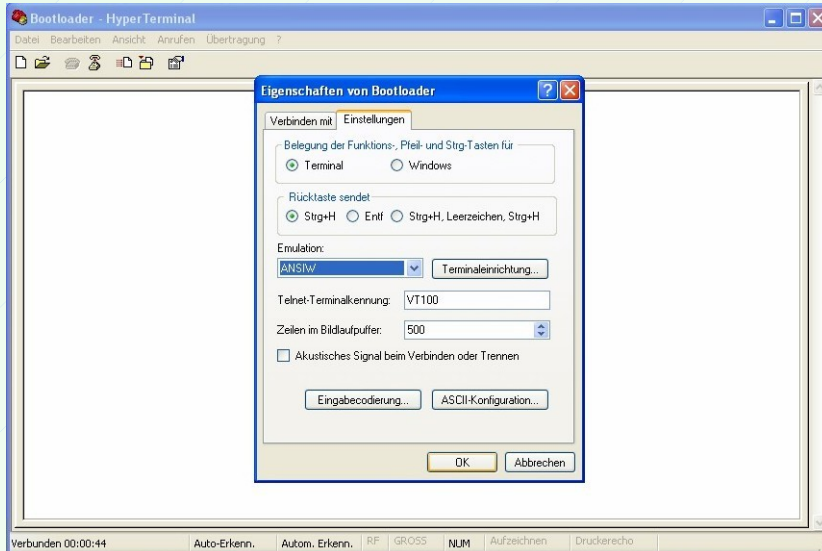 Bootloader - HyperTerminal
Datei Bearbeiten Ansicht Anrufen Übertragung ?
Eigenschaften von Bootloader
Verbinden mit Einstellungen
Belegung der Funktions-, Pfeil- und Strg-Tasten für
Terminal Windows
Rücktaste sendet
Strg+H Entf Strg+H, Leerzeichen, Strg+H
Emulation:
ANSIW Terminaleinrichtung...
Telnet-Terminalkennung: VT100
Zeilen im Bildlaufpuffer: 500
Akustisches Signal beim Verbinden oder Trennen
Eingabecodierung... ASCII-Konfiguration...
OK Abbrechen
Verbunden 00:00:44 Auto-Erkenn. Autom. Erkenn. RF GROSS NUM Aufzeichnen Druckerecho